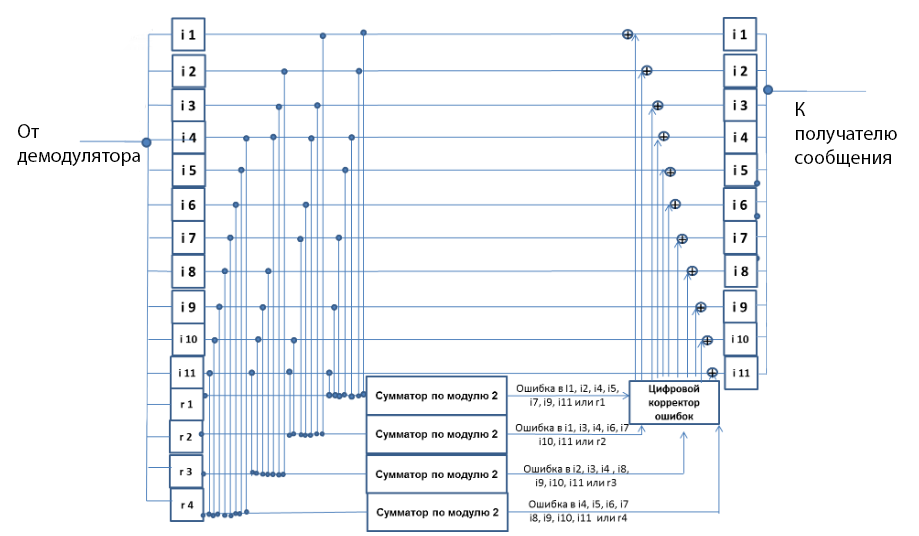 От
демодулятора
i 1
i 2
i 3
i 4
i 5
i 6
i 7
i 8
i 9
i 10
i 11
r 1
r 2
r 3
r 4
Сумматор по модулю 2
Сумматор по модулю 2
Сумматор по модулю 2
Сумматор по модулю 2
Ошибка в I1, i2, i4, i5,
i7, i9, i11 или r1
Ошибка в i1, i3, i4, i6, i7
i10, i11 или r2
Ошибка в i2, i3, i4 , i8,
i9, i10, i11 или r3
Ошибка в i4, i5, i6, i7
i8, i9, i10, i11 или r4
Цифровой
корректор
ошибок
i 1
i 2
i 3
i 4
i 5
i 6
i 7
i 8
i 9
i 10
i 11
К
получателю
сообщения